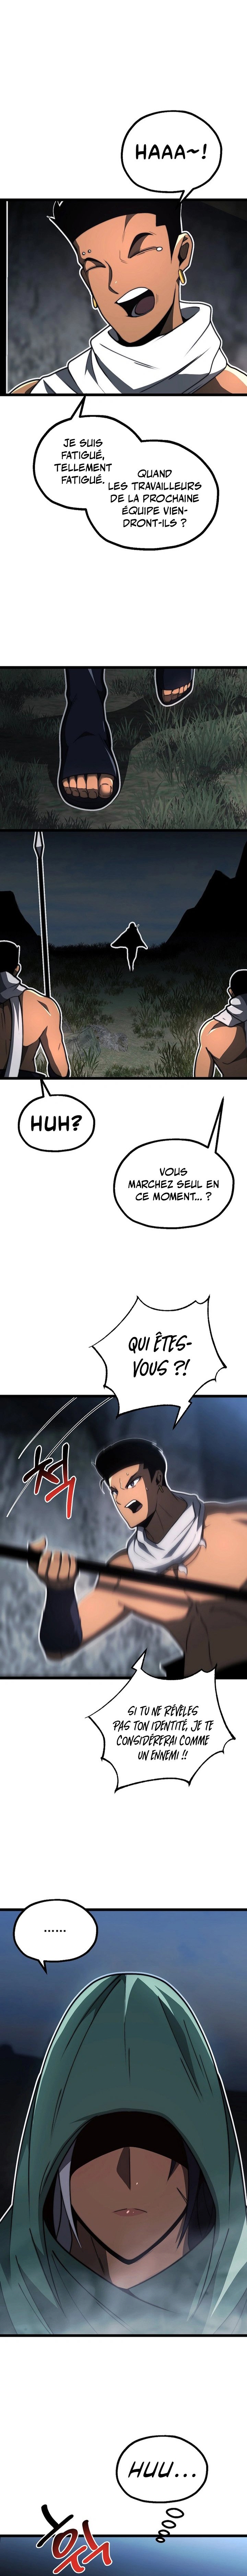 HAAA~!
JE SUIS
FATIGUÉ,
TELLEMENT
FATIGUÉ.
QUAND
LES TRAVAILLEURS
DE LA PROCHAINE
ÉQUIPE VIEN-
DRONT-ILS ?
HUH?
VOUS
MARCHEZ SEUL EN
CE MOMENT... ?
QUI ÊTES-
VOUS ?!
척
SI TU NE RÉVÈLES
PAS TON IDENTITÉ, JE TE
CONSIDÉRERAI COMME
UN ENNEMI !!
......
HUU...